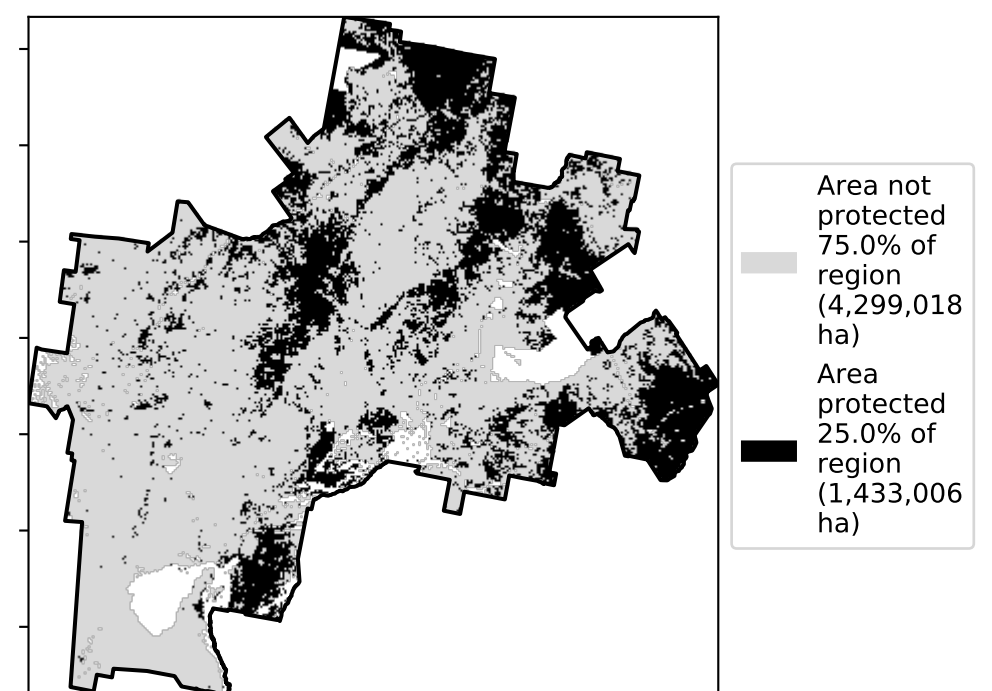 Area not
protected
75.0% of
region
(4,299,018
ha)
Area
protected
25.0% of
region
(1,433,006
ha)